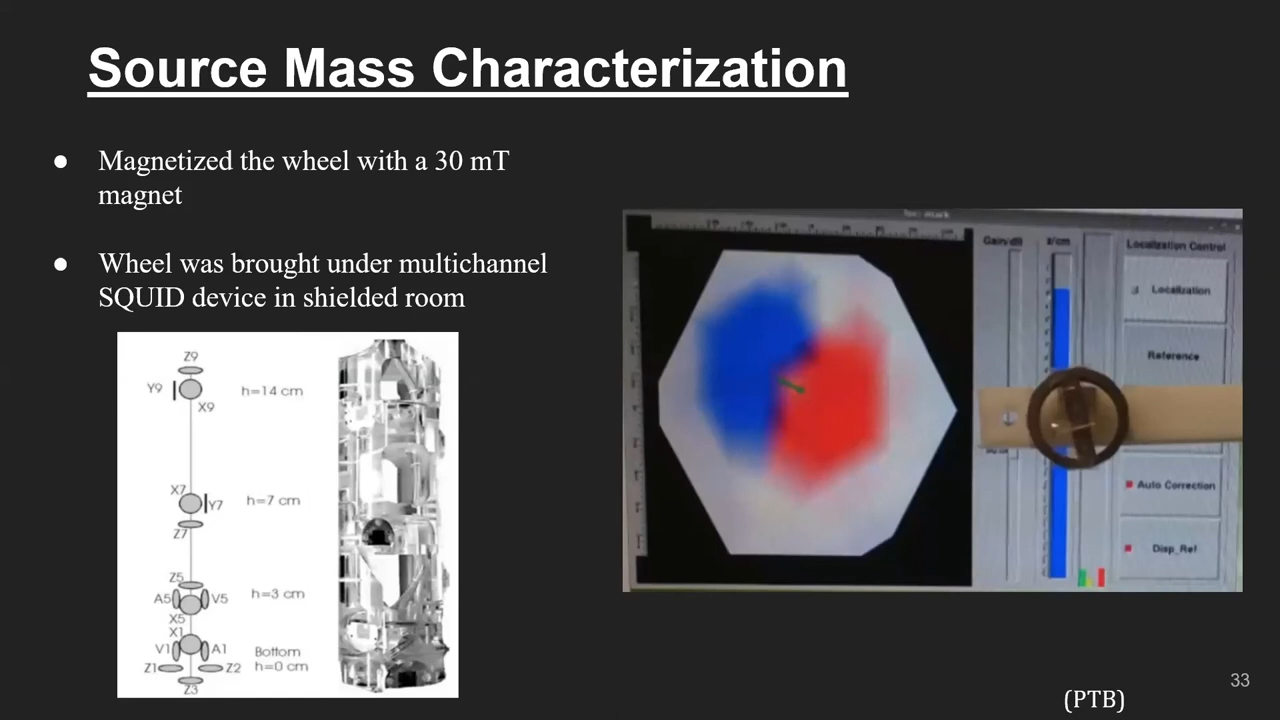 Source Mass Characterization
● Magnetized the wheel with a 30 mT
magnet
● Wheel was brought under multichannel
SQUID device in shielded room
Z9
Y9
h=14 cm
X9
X7
Y7
h=7 cm
Z7
Z5
A5
V5
h=3 cm
X5
X1
V1
A1
Bottom
Z1
Z2
h=0 cm
Z3
Gain/dB
z/cm
Localization Control
Localization
Reference
Auto Correction
Disp_Ref
33
(PTB)